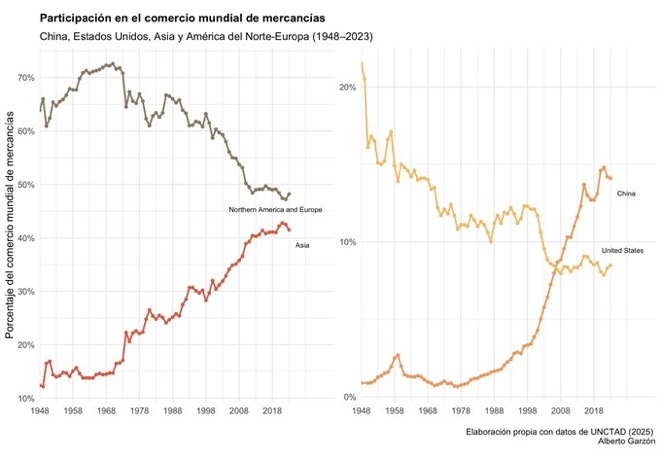 Participación en el comercio mundial de mercancías
China, Estados Unidos, Asia y América del Norte-Europa (1948–2023)
Porcentaje del comercio mundial de mercancías
70%
60%
50%
40%
30%
20%
10%
Northern America and Europe
Asia
1948 1958 1968 1978 1988 1998 2008 2018
20%
10%
0%
China
United States
1948 1958 1968 1978 1988 1998 2008 2018
Elaboración propia con datos de UNCTAD (2025)
Alberto Garzón